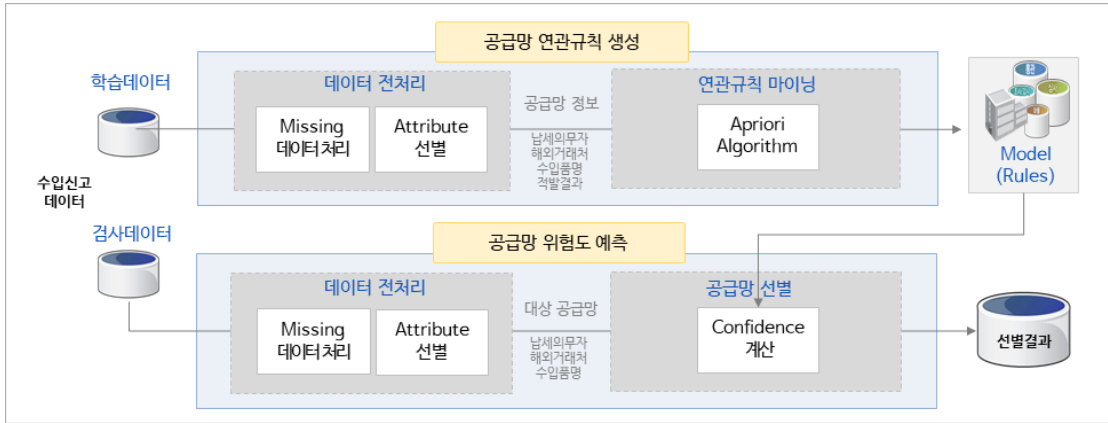 공급망 연관규칙 생성
학습데이터
데이터 전처리
Missing
데이터 처리
Attribute
선별
공급망 정보
납세의무자
해외거래처
수입품명
적발결과
연관규칙 마이닝
Apriori
Algorithm
Model
(Rules)
수입신고
데이터
공급망 위험도 예측
검사데이터
데이터 전처리
Missing
데이터 처리
Attribute
선별
대상 공급망
납세의무자
해외거래처
수입품명
공급망 선별
Confidence
계산
선별결과